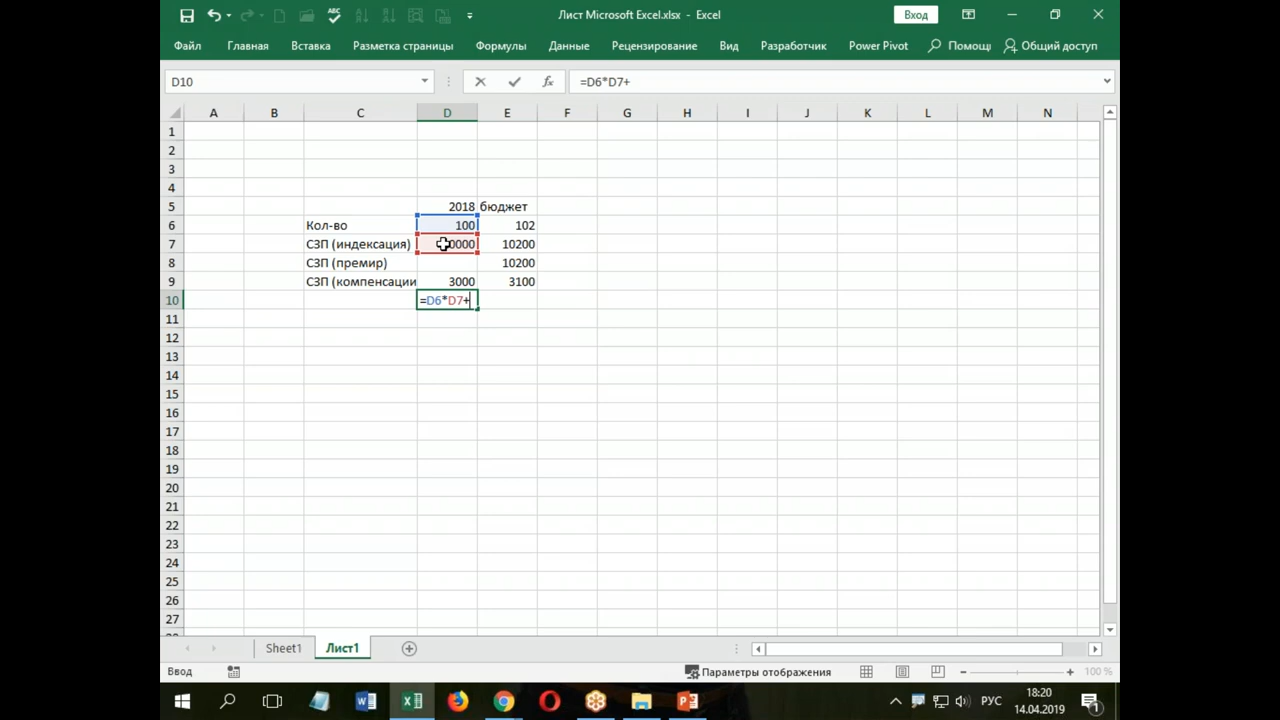 Лист Microsoft Excel.xlsx - Excel
Вход
Файл Главная Вставка Разметка страницы Формулы Данные Рецензирование Вид Разработчик Power Pivot Помощ Общий доступ
D10 fx =D6*D7+
A B C D E F G H I J K L M N
1
2
3
4
5 2018 бюджет
6 Кол-во 100 102
7 СЗП (индексация) 0000 10200
8 СЗП (премир) 10200
9 СЗП (компенсации 3000 3100
10 =D6*D7+
11
12
13
14
15
16
17
18
19
20
21
22
23
24
25
26
27
Sheet1 Лист1
Ввод Параметры отображения 100 %
РУС 18:20
14.04.2019